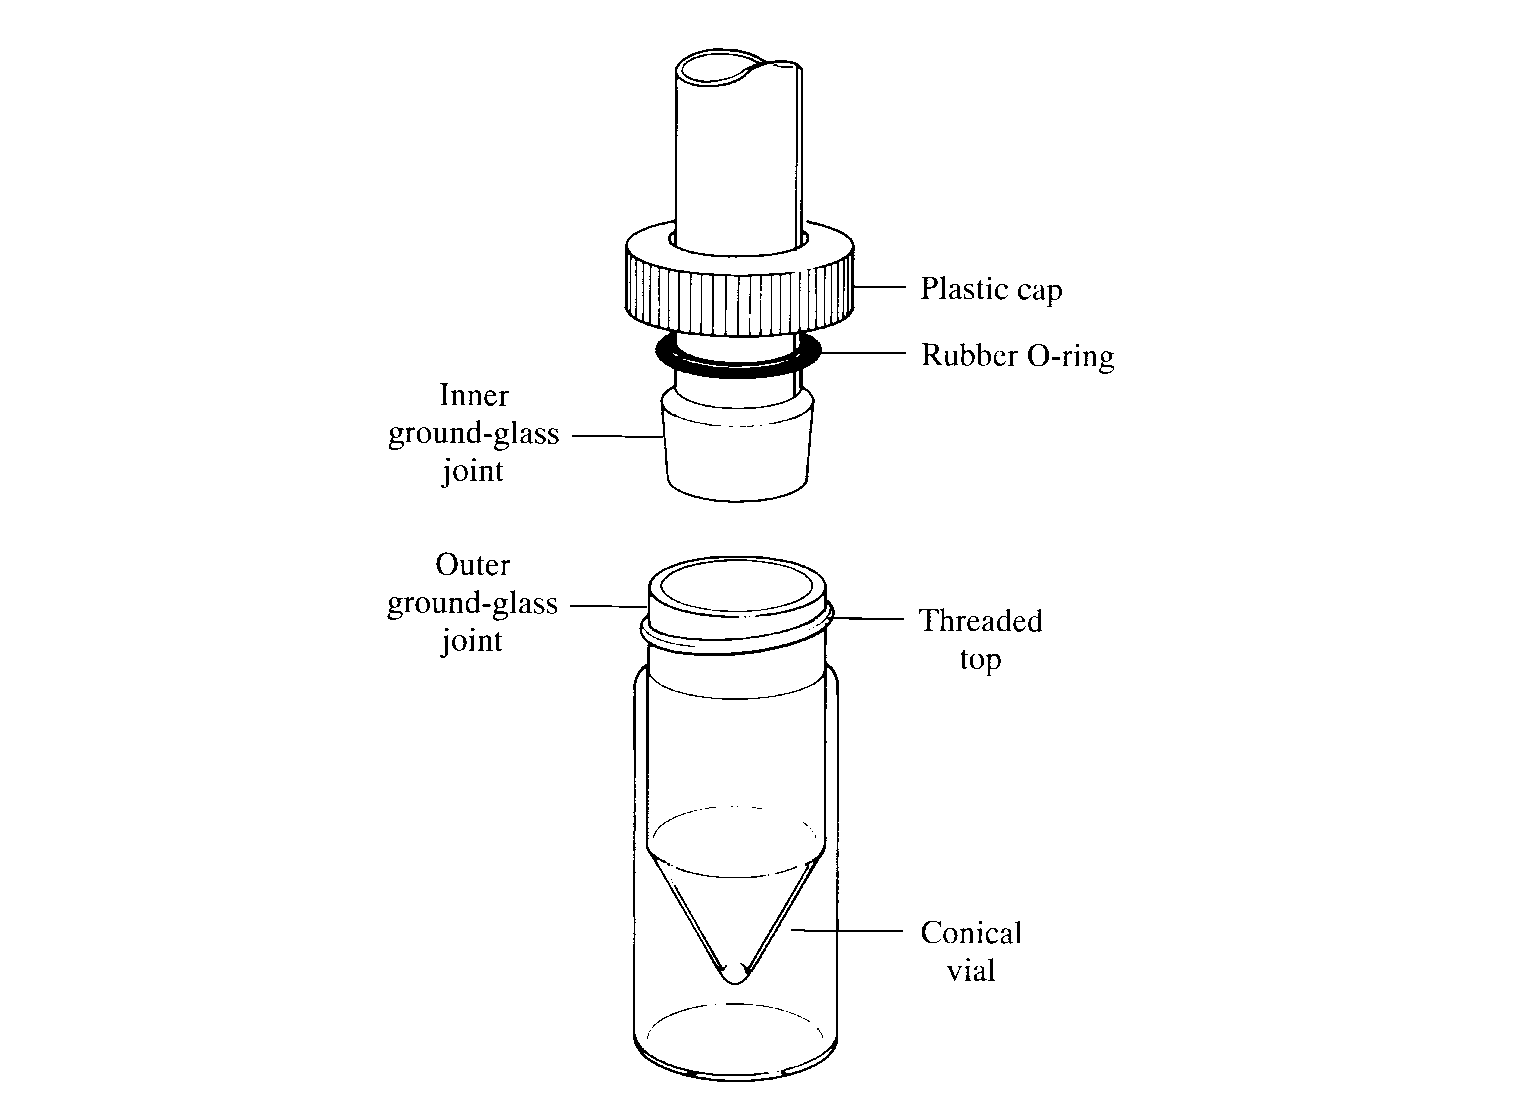 Plastic cap
Rubber O-ring
Inner
ground-glass
joint
Outer
ground-glass
joint
Threaded
top
Conical
vial